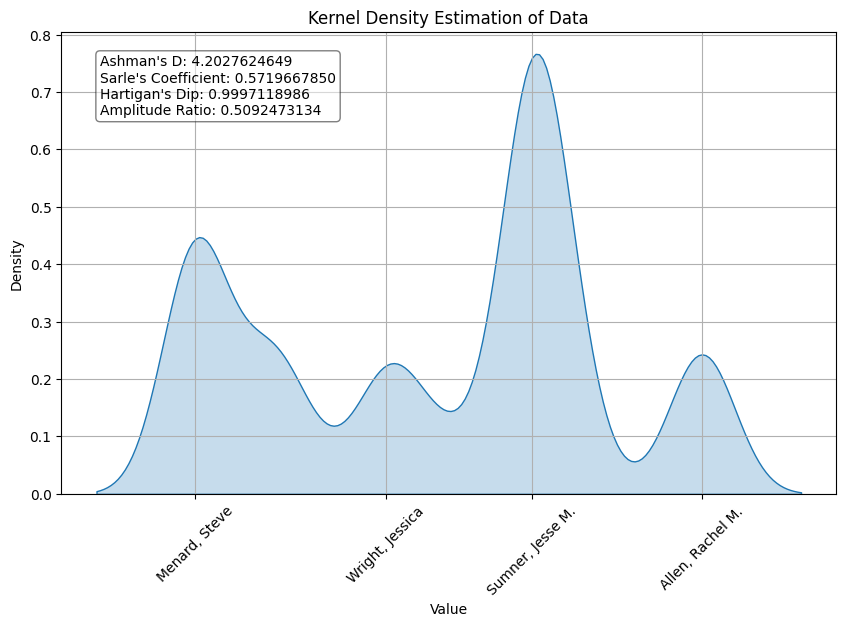 Kernel Density Estimation of Data
Ashman's D: 4.2027624649
Sarle's Coefficient: 0.5719667850
Hartigan's Dip: 0.9997118986
Amplitude Ratio: 0.5092473134
Density
0.8
0.7
0.6
0.5
0.4
0.3
0.2
0.1
0.0
Menard, Steve
Wright, Jessica
Sumner, Jesse M.
Allen, Rachel M.
Value